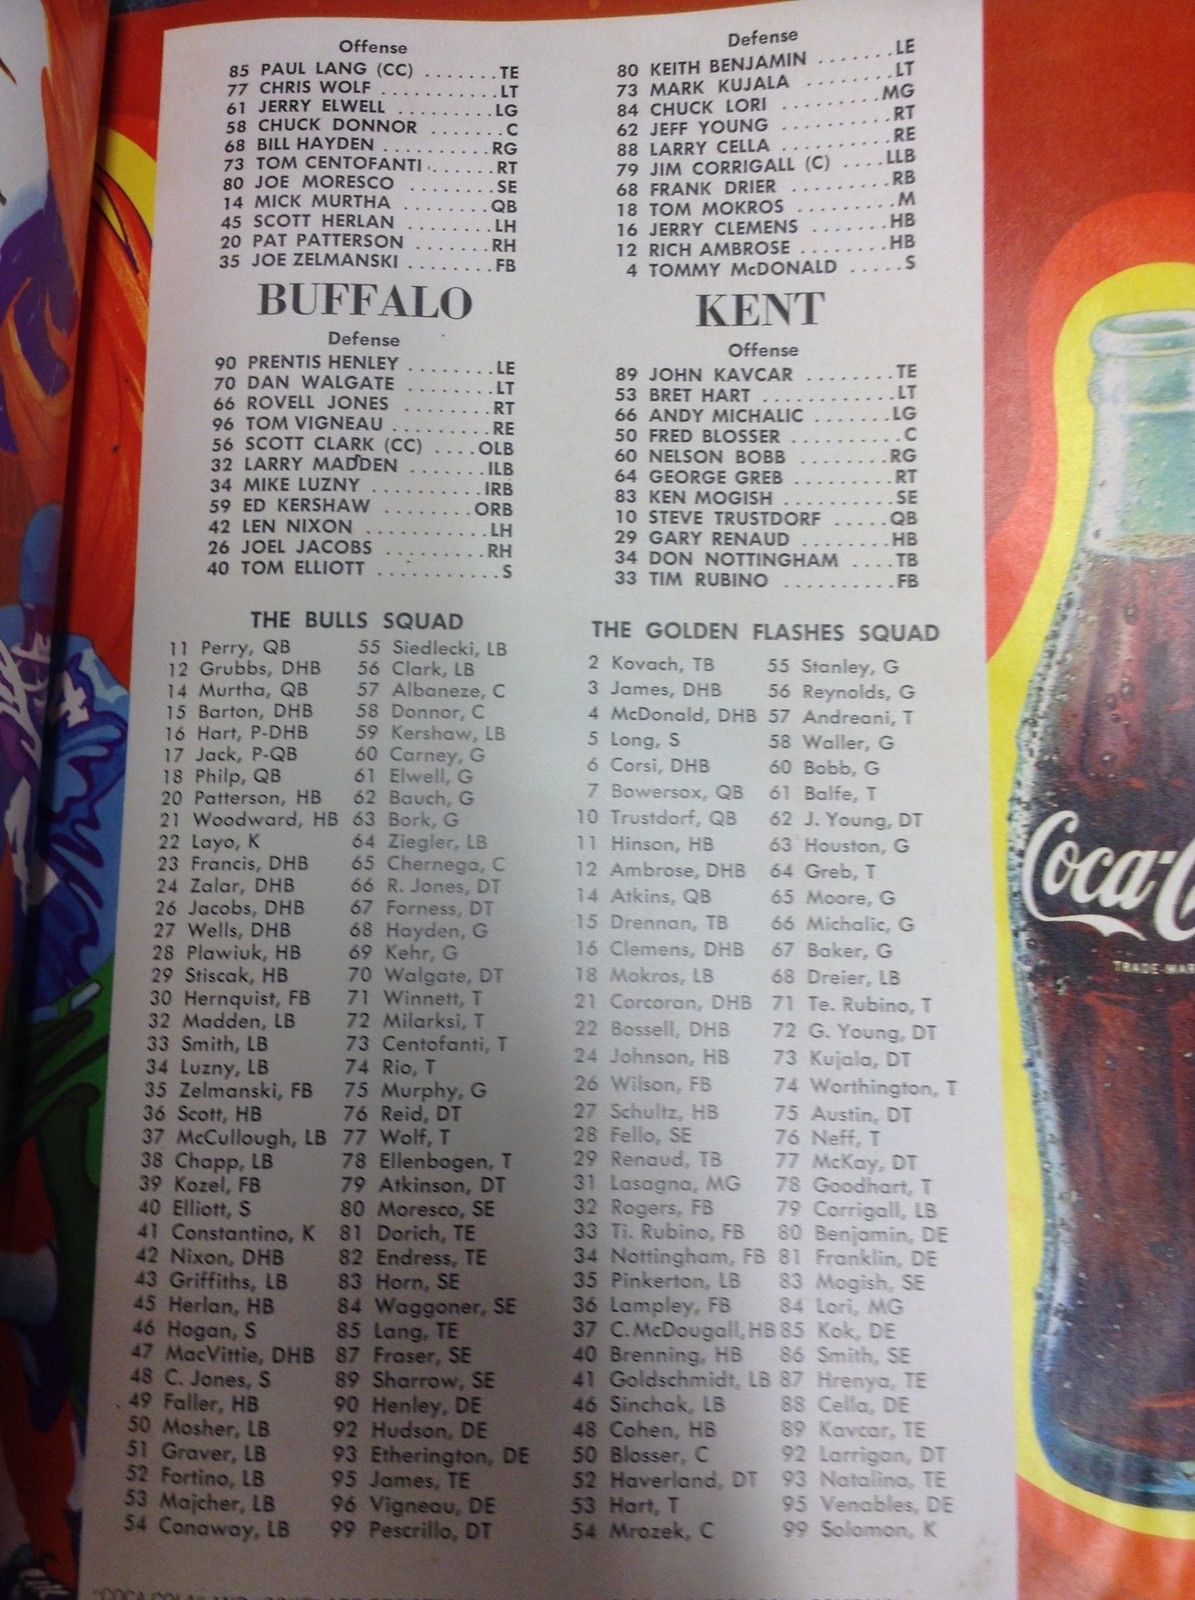 Offense
85 PAUL LANG (CC) ........TE
77 CHRIS WOLF ...........LT
61 JERRY ELWELL .........LG
58 CHUCK DONNOR .......C
68 BILL HAYDEN ..........RG
73 TOM CENTOFANTI .......RT
80 JOE MORESCO ........SE
14 MICK MURTHA ........QB
45 SCOTT HERLAN .......LH
20 PAT PATTERSON .......RH
35 JOE ZELMANSKI ........FB
BUFFALO
Defense
90 PRENTIS HENLEY ........LE
70 DAN WALGATE .........LT
66 ROVELL JONES .........RT
96 TOM VIGNEAU .........RE
56 SCOTT CLARK (CC) ....OLB
32 LARRY MADDEN .......ILB
34 MIKE LUZNY ..........IRB
59 ED KERSHAW ........ORB
42 LEN NIXON ...........LH
26 JOEL JACOBS .........RH
40 TOM ELLIOTT ...........S
THE BULLS SQUAD
11 Perry, QB 55 Siedlecki, LB
12 Grubbs, DHB 56 Clark, LB
14 Murtha, QB 57 Albaneze, C
15 Barton, DHB 58 Donnor, C
16 Hart, P-DHB 59 Kershaw, LB
17 Jack, P-QB 60 Carney, G
18 Philp, QB 61 Elwell, G
20 Patterson, HB 62 Bauch, G
21 Woodward, HB 63 Bork, G
22 Layo, K 64 Ziegler, LB
23 Francis, DHB 65 Chernega, C
24 Zalar, DHB 66 R. Jones, DT
26 Jacobs, DHB 67 Forness, DT
27 Wells, DHB 68 Hayden, G
28 Plawiuk, HB 69 Kehr, G
29 Stiscak, HB 70 Walgate, DT
30 Hernquist, FB 71 Winnett, T
32 Madden, LB 72 Milarksi, T
33 Smith, LB 73 Centofanti, T
34 Luzny, LB 74 Rio, T
35 Zelmanski, FB 75 Murphy, G
36 Scott, HB 76 Reid, DT
37 McCullough, LB 77 Wolf, T
38 Chapp, LB 78 Ellenbogen, T
39 Kozel, FB 79 Atkinson, DT
40 Elliott, S 80 Moresco, SE
41 Constantino, K 81 Dorich, TE
42 Nixon, DHB 82 Endress, TE
43 Griffiths, LB 83 Horn, SE
45 Herlan, HB 84 Waggoner, SE
46 Hogan, S 85 Lang, TE
47 MacVittie, DHB 87 Fraser, SE
48 C. Jones, S 89 Sharrow, SE
49 Faller, HB 90 Henley, DE
50 Mosher, LB 92 Hudson, DE
51 Graver, LB 93 Etherington, DE
52 Fortino, LB 95 James, TE
53 Majcher, LB 96 Vigneau, DE
54 Conaway, LB 99 Pescrillo, DT
Defense
80 KEITH BENJAMIN .......LE
73 MARK KUJALA .........LT
84 CHUCK LORI ..........MG
62 JEFF YOUNG ..........RT
88 LARRY CELLA .........RE
79 JIM CORRIGALL (C) ....LLB
68 FRANK DRIER .........RB
18 TOM MOKROS .........M
16 JERRY CLEMENS .......HB
12 RICH AMBROSE ........HB
4 TOMMY McDONALD .....S
KENT
Offense
89 JOHN KAVCAR ........TE
53 BRET HART ............LT
66 ANDY MICHALIC .......LG
50 FRED BLOSSER ..........C
60 NELSON BOBB ........RG
64 GEORGE GREB .........RT
83 KEN MOGISH .........SE
10 STEVE TRUSTDORF .....QB
29 GARY RENAUD ........HB
34 DON NOTTINGHAM ....TB
33 TIM RUBINO ..........FB
THE GOLDEN FLASHES SQUAD
2 Kovach, TB 55 Stanley, G
3 James, DHB 56 Reynolds, G
4 McDonald, DHB 57 Andreani, T
5 Long, S 58 Waller, G
6 Corsi, DHB 60 Bobb, G
7 Bowersox, QB 61 Balfe, T
10 Trustdorf, QB 62 J. Young, DT
11 Hinson, HB 63 Houston, G
12 Ambrose, DHB 64 Greb, T
14 Atkins, QB 65 Moore, G
15 Drennan, TB 66 Michalic, G
16 Clemens, DHB 67 Baker, G
18 Mokros, LB 68 Dreier, LB
21 Corcoran, DHB 71 Te. Rubino, T
22 Bossell, DHB 72 G. Young, DT
24 Johnson, HB 73 Kujala, DT
26 Wilson, FB 74 Worthington, T
27 Schultz, HB 75 Austin, DT
28 Fello, SE 76 Neff, T
29 Renaud, TB 77 McKay, DT
31 Lasagna, MG 78 Goodhart, T
32 Rogers, FB 79 Corrigall, LB
33 Ti. Rubino, FB 80 Benjamin, DE
34 Nottingham, FB 81 Franklin, DE
35 Pinkerton, LB 83 Mogish, SE
36 Lampley, FB 84 Lori, MG
37 C. McDougall, HB 85 Kok, DE
40 Brenning, HB 86 Smith, SE
41 Goldschmidt, LB 87 Hrenya, TE
46 Sinchak, LB 88 Cella, DE
48 Cohen, HB 89 Kavcar, TE
50 Blosser, C 92 Larrigan, DT
52 Haverland, DT 93 Natalina, TE
53 Hart, T 95 Venables, DE
54 Mrozek, C 99 Solomon, K
Coca-C
TRADE-MAR
"COCA-COLA" AND